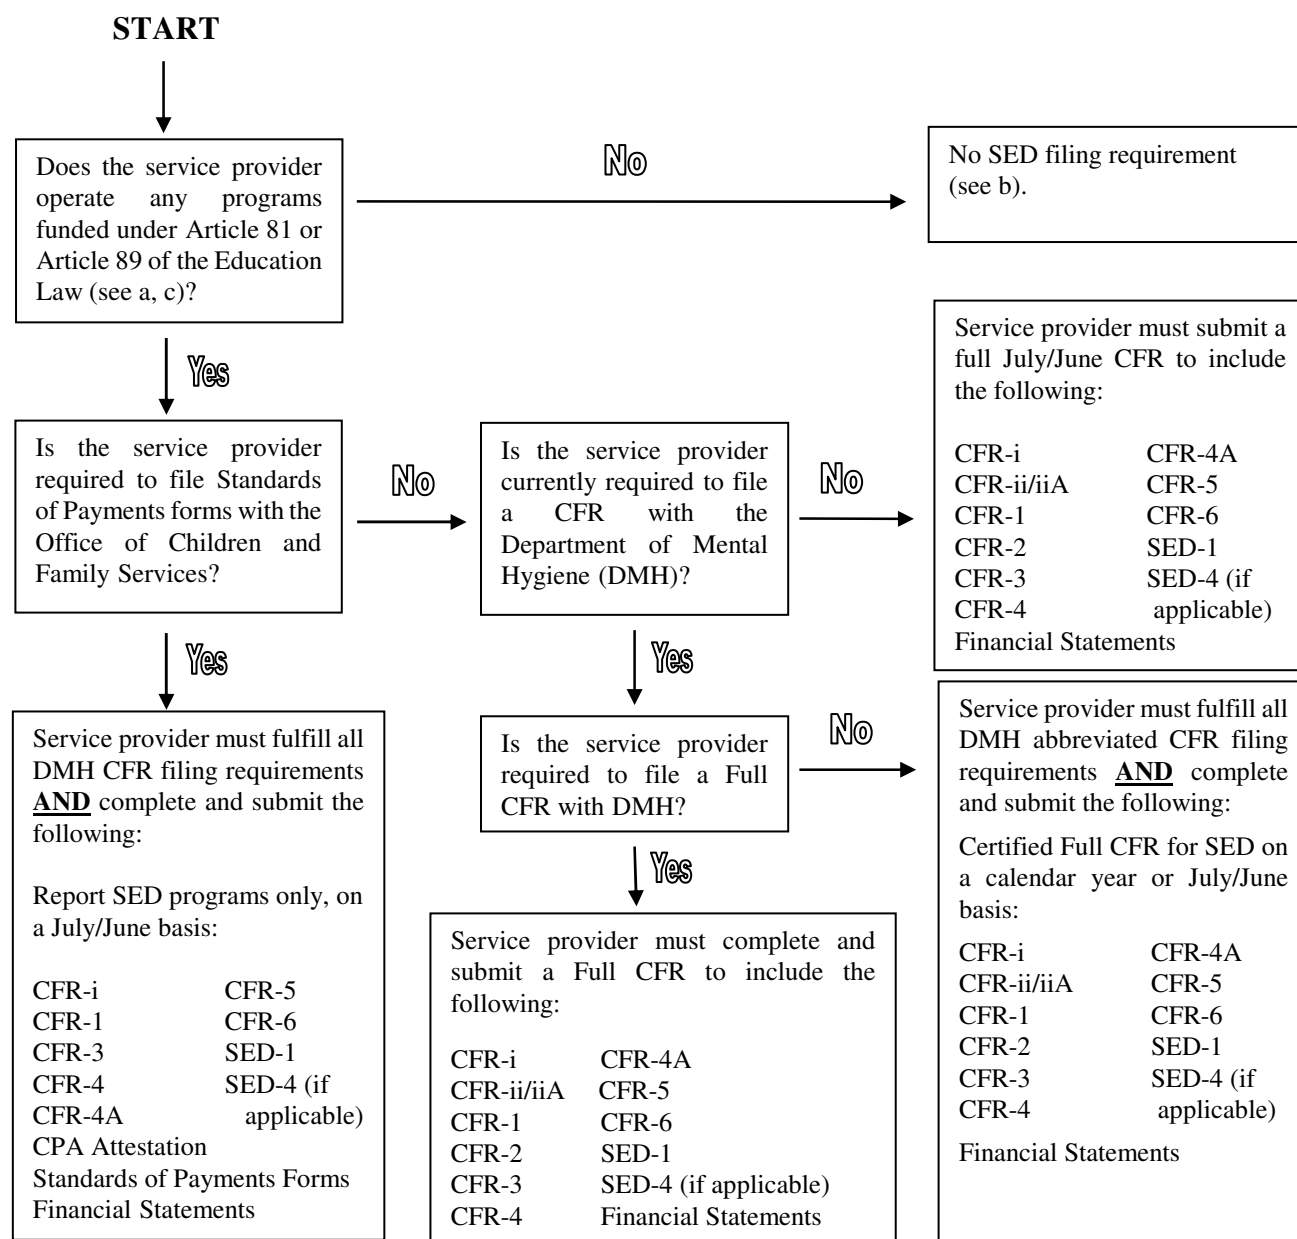 START
Does the service provider
operate any programs
funded under Article 81 or
Article 89 of the Education
Law (see a, c)?
No
No SED filing requirement
(see b).
Yes
Is the service provider
required to file Standards
of Payments forms with the
Office of Children and
Family Services?
No
Is the service provider
currently required to file
a CFR with the
Department of Mental
Hygiene (DMH)?
No
Service provider must submit a
full July/June CFR to include
the following:
CFR-i CFR-4A
CFR-ii/iiA CFR-5
CFR-1 CFR-6
CFR-2 SED-1
CFR-3 SED-4 (if
CFR-4 applicable)
Financial Statements
Yes
Service provider must fulfill all
DMH CFR filing requirements
AND complete and submit the
following:
Report SED programs only, on
a July/June basis:
CFR-i CFR-5
CFR-1 CFR-6
CFR-3 SED-1
CFR-4 SED-4 (if
CFR-4A applicable)
CPA Attestation
Standards of Payments Forms
Financial Statements
Yes
Is the service provider
required to file a Full
CFR with DMH?
No
Service provider must fulfill all
DMH abbreviated CFR filing
requirements AND complete
and submit the following:
Certified Full CFR for SED on
a calendar year or July/June
basis:
CFR-i CFR-4A
CFR-ii/iiA CFR-5
CFR-1 CFR-6
CFR-2 SED-1
CFR-3 SED-4 (if
CFR-4 applicable)
Financial Statements
Yes
Service provider must complete and
submit a Full CFR to include the
following:
CFR-i CFR-4A
CFR-ii/iiA CFR-5
CFR-1 CFR-6
CFR-2 SED-1
CFR-3 SED-4 (if applicable)
CFR-4 Financial Statements